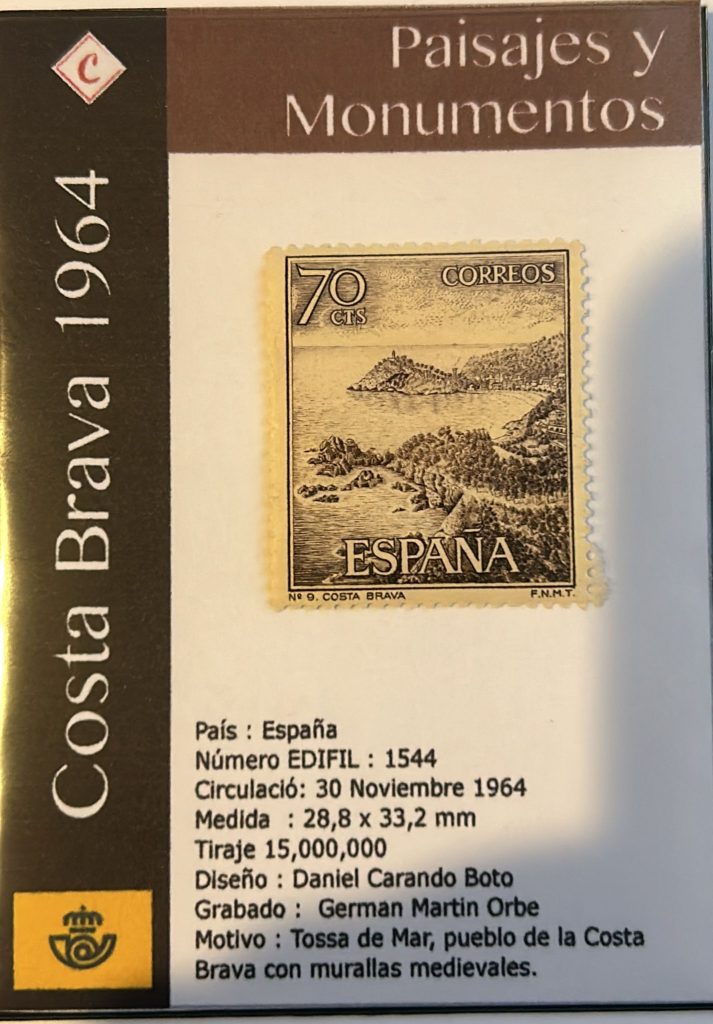 C
Paisajes y
Monumentos
Costa Brava 1964
70
CTS
CORREOS
ESPAÑA
Nº 9. COSTA BRAVA
F.N.M.T.
País : España
Número EDIFIL : 1544
Circulació: 30 Noviembre 1964
Medida : 28,8 x 33,2 mm
Tiraje 15,000,000
Diseño : Daniel Carando Boto
Grabado : German Martin Orbe
Motivo : Tossa de Mar, pueblo de la Costa
Brava con murallas medievales.